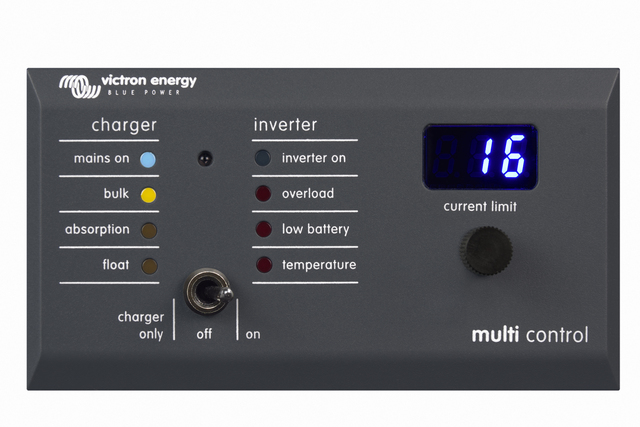 victron energy
BLUE POWER
charger
inverter
mains on
inverter on
bulk
overload
absorption
low battery
float
temperature
16
current limit
charger
only
off
on
multi control